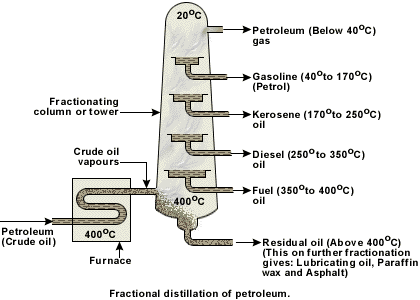 20°C
Petroleum (Below 40°C)
gas
Gasoline (40°to 170°C)
(Petrol)
Fractionating
column or tower
Kerosene (170°to 250°C)
oil
Crude oil
vapours
Diesel (250°to 350°C)
oil
400°C
Fuel (350°to 400°C)
oil
Petroleum
(Crude oil)
400°C
Furnace
Residual oil (Above 400°C)
(This on further fractionation
gives: Lubricating oil, Paraffin
wax and Asphalt)
Fractional distillation of petroleum.